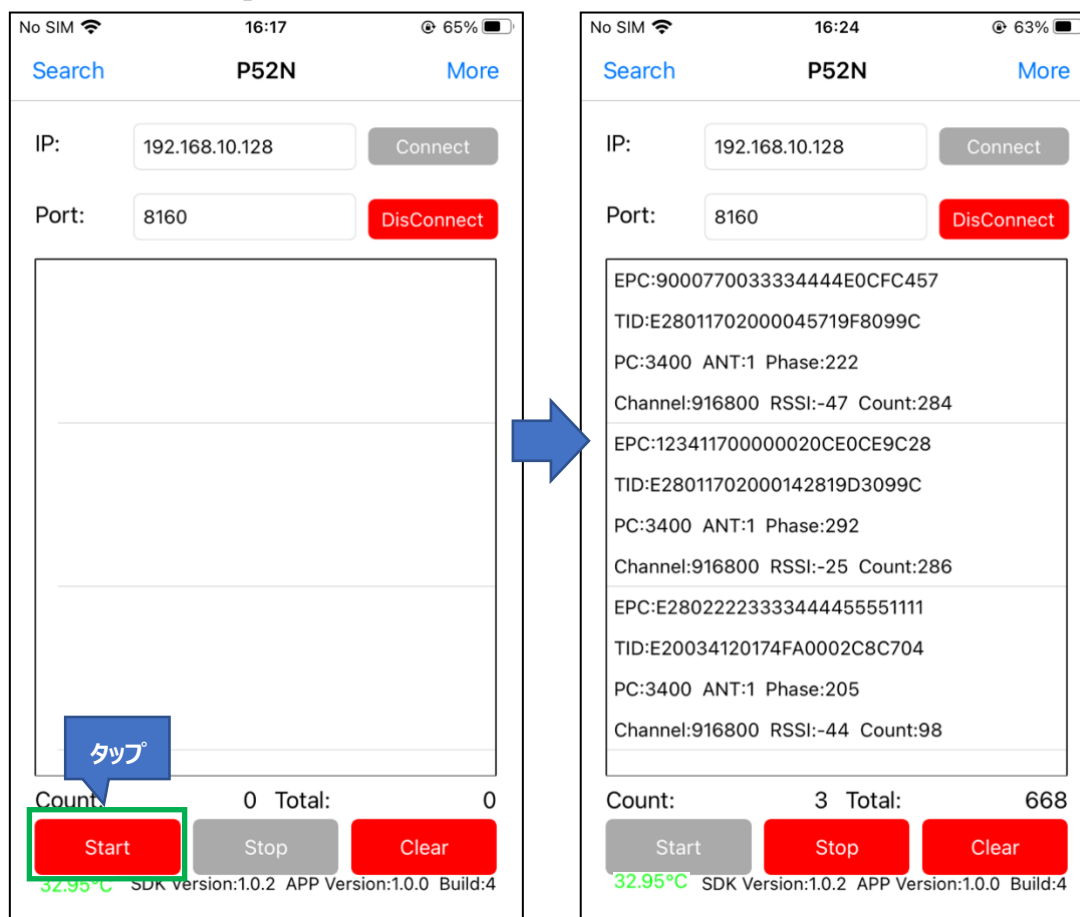 No SIM 16:17 65%
Search P52N More
IP: 192.168.10.128 Connect
Port: 8160 DisConnect
タップ
Count: 0 Total: 0
Start Stop Clear
32.95°C SDK Version:1.0.2 APP Version:1.0.0 Build:4
No SIM 16:24 63%
Search P52N More
IP: 192.168.10.128 Connect
Port: 8160 DisConnect
EPC:9000770033334444E0CFC457
TID:E28011702000045719F8099C
PC:3400 ANT:1 Phase:222
Channel:916800 RSSI:-47 Count:284
EPC:123411700000020CE0CE9C28
TID:E28011702000142819D3099C
PC:3400 ANT:1 Phase:292
Channel:916800 RSSI:-25 Count:286
EPC:E28022223333444455551111
TID:E20034120174FA0002C8C704
PC:3400 ANT:1 Phase:205
Channel:916800 RSSI:-44 Count:98
Count: 3 Total: 668
Start Stop Clear
32.95°C SDK Version:1.0.2 APP Version:1.0.0 Build:4